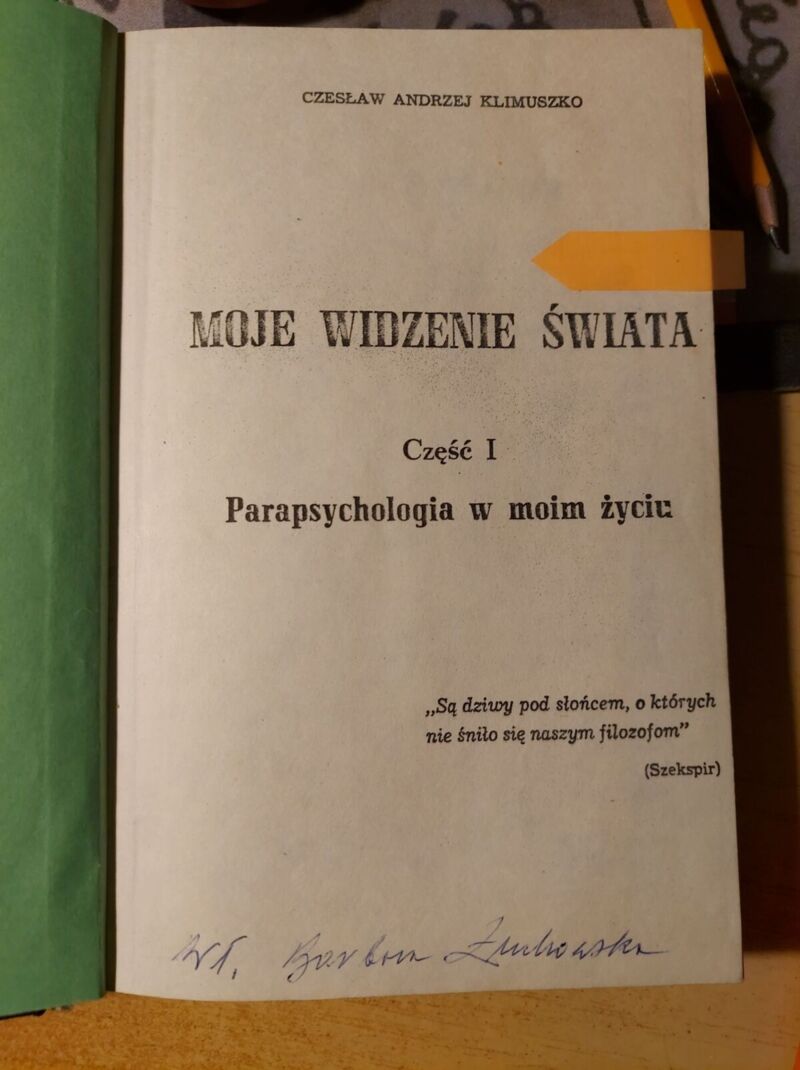 CZESŁAW ANDRZEJ KLIMUSZKO
MOJE WIDZENIE ŚWIATA
Część I
Parapsychologia w moim życiu
„Są dziwy pod słońcem, o których
nie śniło się naszym filozofom”
(Szekspir)
Wł. Barbara